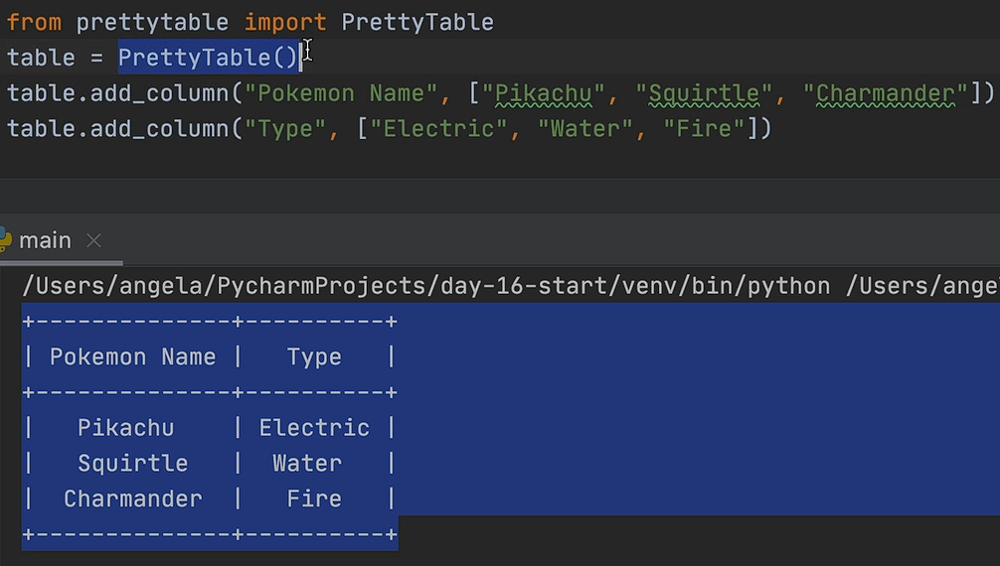 from prettytable import PrettyTable
table = PrettyTable()
table.add_column("Pokemon Name", ["Pikachu", "Squirtle", "Charmander"])
table.add_column("Type", ["Electric", "Water", "Fire"])
main
/Users/angela/PycharmProjects/day-16-start/venv/bin/python /Users/ange
+--------------+----------+
| Pokemon Name |   Type   |
+--------------+----------+
|   Pikachu    | Electric |
|   Squirtle   |  Water   |
|  Charmander  |   Fire   |
+--------------+----------+